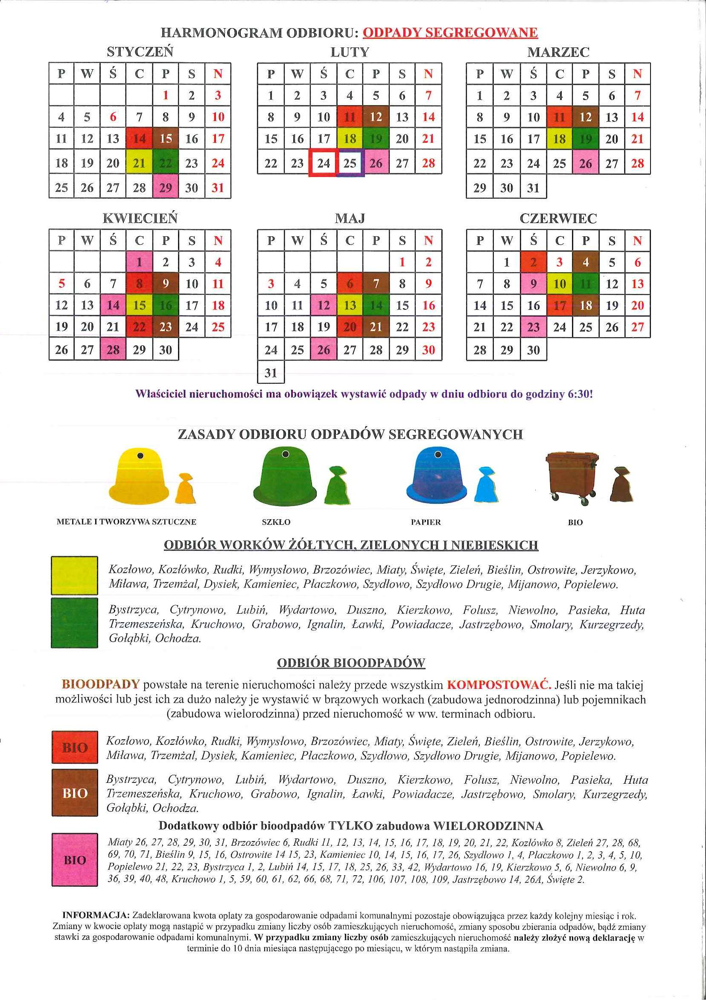 HARMONOGRAM ODBIORU: ODPADY SEGREGOWANE
STYCZEŃ
P W Ś C P S N
1 2 3
4 5 6 7 8 9 10
11 12 13 14 15 16 17
18 19 20 21 22 23 24
25 26 27 28 29 30 31
LUTY
P W Ś C P S N
1 2 3 4 5 6 7
8 9 10 11 12 13 14
15 16 17 18 19 20 21
22 23 24 25 26 27 28
MARZEC
P W Ś C P S N
1 2 3 4 5 6 7
8 9 10 11 12 13 14
15 16 17 18 19 20 21
22 23 24 25 26 27 28
29 30 31
KWIECIEŃ
P W Ś C P S N
1 2 3 4
5 6 7 8 9 10 11
12 13 14 15 16 17 18
19 20 21 22 23 24 25
26 27 28 29 30
MAJ
P W Ś C P S N
1 2
3 4 5 6 7 8 9
10 11 12 13 14 15 16
17 18 19 20 21 22 23
24 25 26 27 28 29 30
31
CZERWIEC
P W Ś C P S N
1 2 3 4 5 6
7 8 9 10 11 12 13
14 15 16 17 18 19 20
21 22 23 24 25 26 27
28 29 30
Właściciel nieruchomości ma obowiązek wystawić odpady w dniu odbioru do godziny 6:30!
ZASADY ODBIORU ODPADÓW SEGREGOWANYCH
METALE I TWORZYWA SZTUCZNE
SZKŁO
PAPIER
BIO
ODBIÓR WORKÓW ŻÓŁTYCH, ZIELONYCH I NIEBIESKICH
Kozłowo, Kozłówko, Rudki, Wymysłowo, Brzozówiec, Miaty, Święte, Zieleń, Bieślin, Ostrowite, Jerzykowo,
Miława, Trzemżal, Dysiek, Kamieniec, Płaczkowo, Szydłowo, Szydłowo Drugie, Mijanowo, Popielewo.
Bystrzyca, Cytrynowo, Lubiń, Wydartowo, Duszno, Kierzkowo, Folusz, Niewolno, Pasieka, Huta
Trzemeszeńska, Kruchowo, Grabowo, Ignalin, Ławki, Powiadacze, Jastrzębowo, Smolary, Kurzegrzedy,
Gołąbki, Ochodza.
ODBIÓR BIOODPADÓW
BIOODPADY powstałe na terenie nieruchomości należy przede wszystkim KOMPOSTOWAĆ. Jeśli nie ma takiej
możliwości lub jest ich za dużo należy je wystawić w brązowych workach (zabudowa jednorodzinna) lub pojemnikach
(zabudowa wielorodzinna) przed nieruchomość w ww. terminach odbioru.
BIO
Kozłowo, Kozłówko, Rudki, Wymysłowo, Brzozówiec, Miaty, Święte, Zieleń, Bieślin, Ostrowite, Jerzykowo,
Miława, Trzemżal, Dysiek, Kamieniec, Płaczkowo, Szydłowo, Szydłowo Drugie, Mijanowo, Popielewo.
BIO
Bystrzyca, Cytrynowo, Lubiń, Wydartowo, Duszno, Kierzkowo, Folusz, Niewolno, Pasieka, Huta
Trzemeszeńska, Kruchowo, Grabowo, Ignalin, Ławki, Powiadacze, Jastrzębowo, Smolary, Kurzegrzedy,
Gołąbki, Ochodza.
Dodatkowy odbiór bioodpadów TYLKO zabudowa WIELORODZINNA
BIO
Miaty 26, 27, 28, 29, 30, 31, Brzozówiec 6, Rudki 11, 12, 13, 14, 15, 16, 17, 18, 19, 20, 21, 22, Kozłówko 8, Zieleń 27, 28, 68,
69, 70, 71, Bieślin 9, 15, 16, Ostrowite 14 15, 23, Kamieniec 10, 14, 15, 16, 17, 26, Szydłowo 1, 4, Płaczkowo 1, 2, 3, 4, 5, 10,
Popielewo 21, 22, 23, Bystrzyca 1, 2, Lubiń 14, 15, 17, 18, 25, 26, 33, 42, Wydartowo 16, 19, Kierzkowo 5, 6, Niewolno 6, 9,
36, 39, 40, 48, Kruchowo 1, 5, 59, 60, 61, 62, 66, 68, 71, 72, 106, 107, 108, 109, Jastrzębowo 14, 26A, Święte 2.
INFORMACJA: Zadeklarowana kwota opłaty za gospodarowanie odpadami komunalnymi pozostaje obowiązująca przez każdy kolejny miesiąc i rok.
Zmiany w kwocie opłaty mogą nastąpić w przypadku zmiany liczby osób zamieszkujących nieruchomość, zmiany sposobu zbierania odpadów, bądź zmiany
stawki za gospodarowanie odpadami komunalnymi. W przypadku zmiany liczby osób zamieszkujących nieruchomość należy złożyć nową deklarację w
terminie do 10 dnia miesiąca następującego po miesiącu, w którym nastąpiła zmiana.